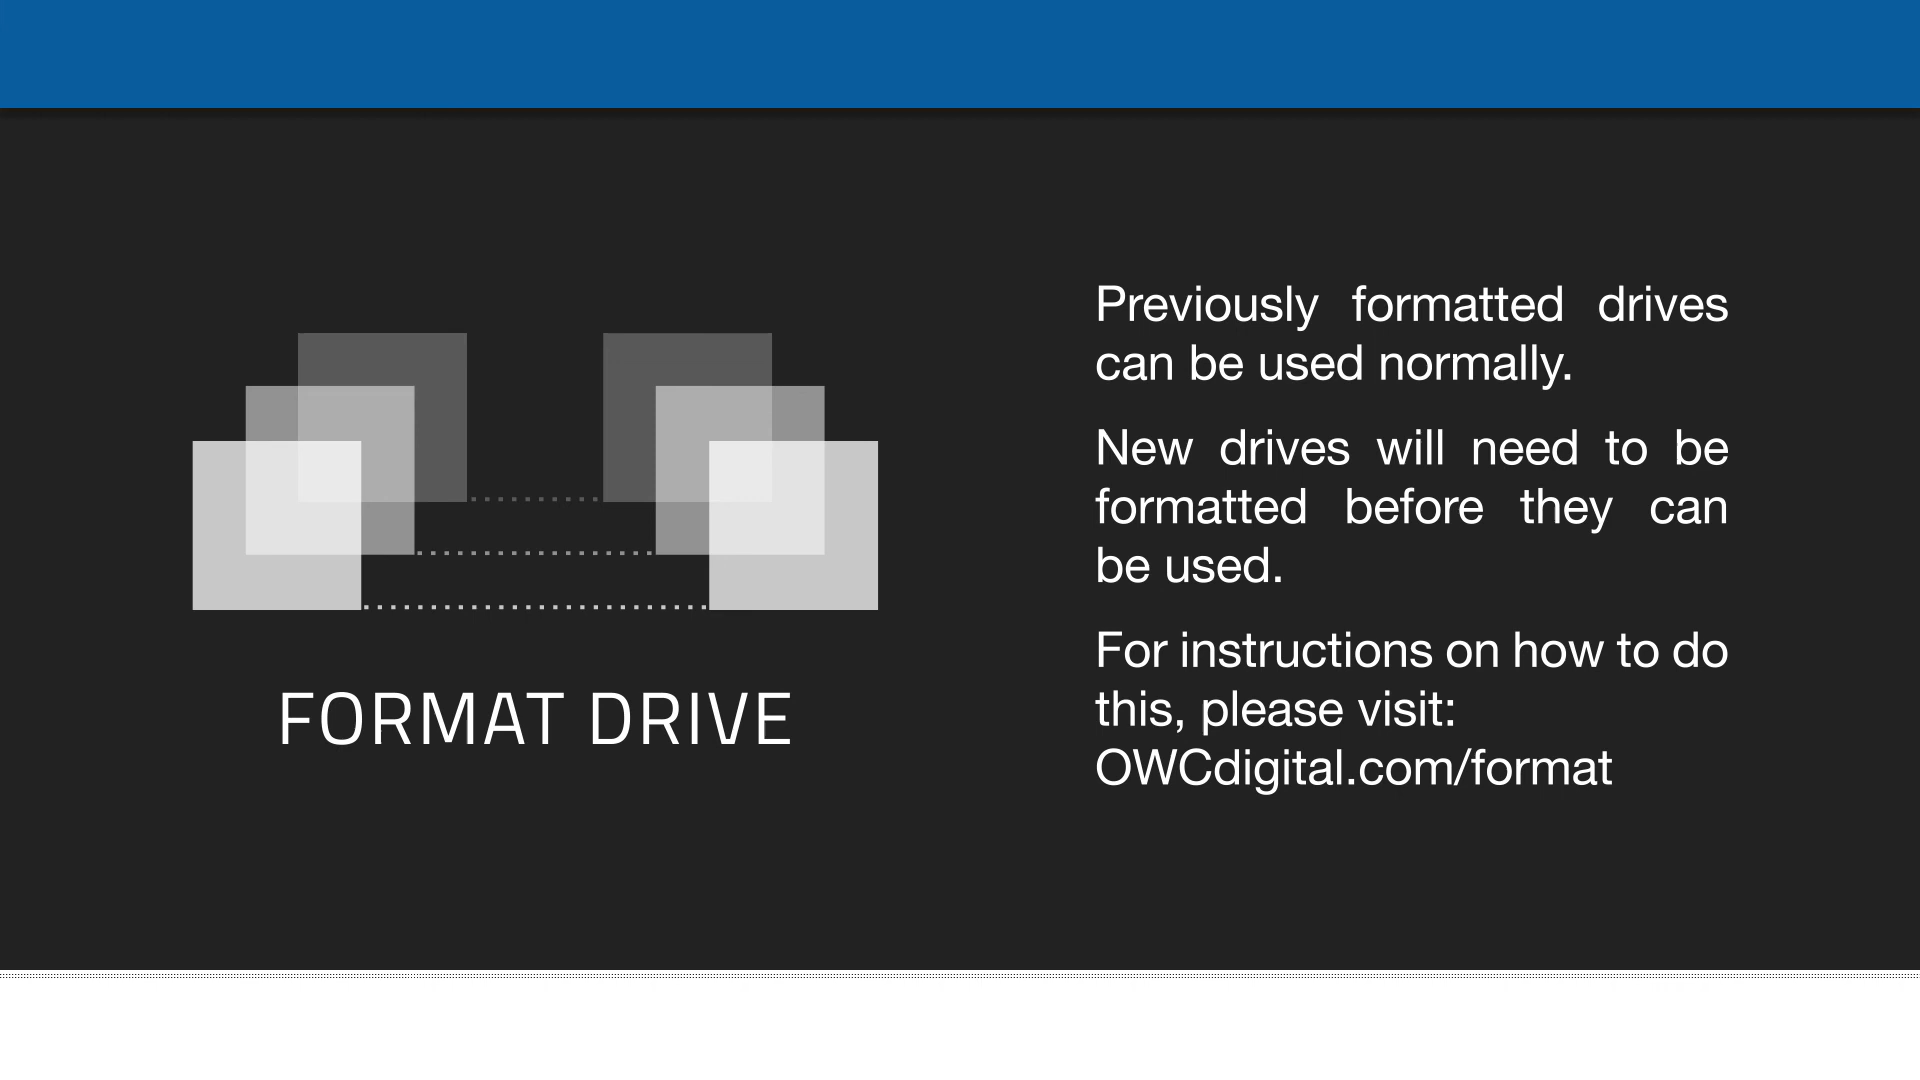 FORMAT DRIVE
Previously formatted drives
can be used normally.
New drives will need to be
formatted before they can
be used.
For instructions on how to do
this, please visit:
OWCdigital.com/format